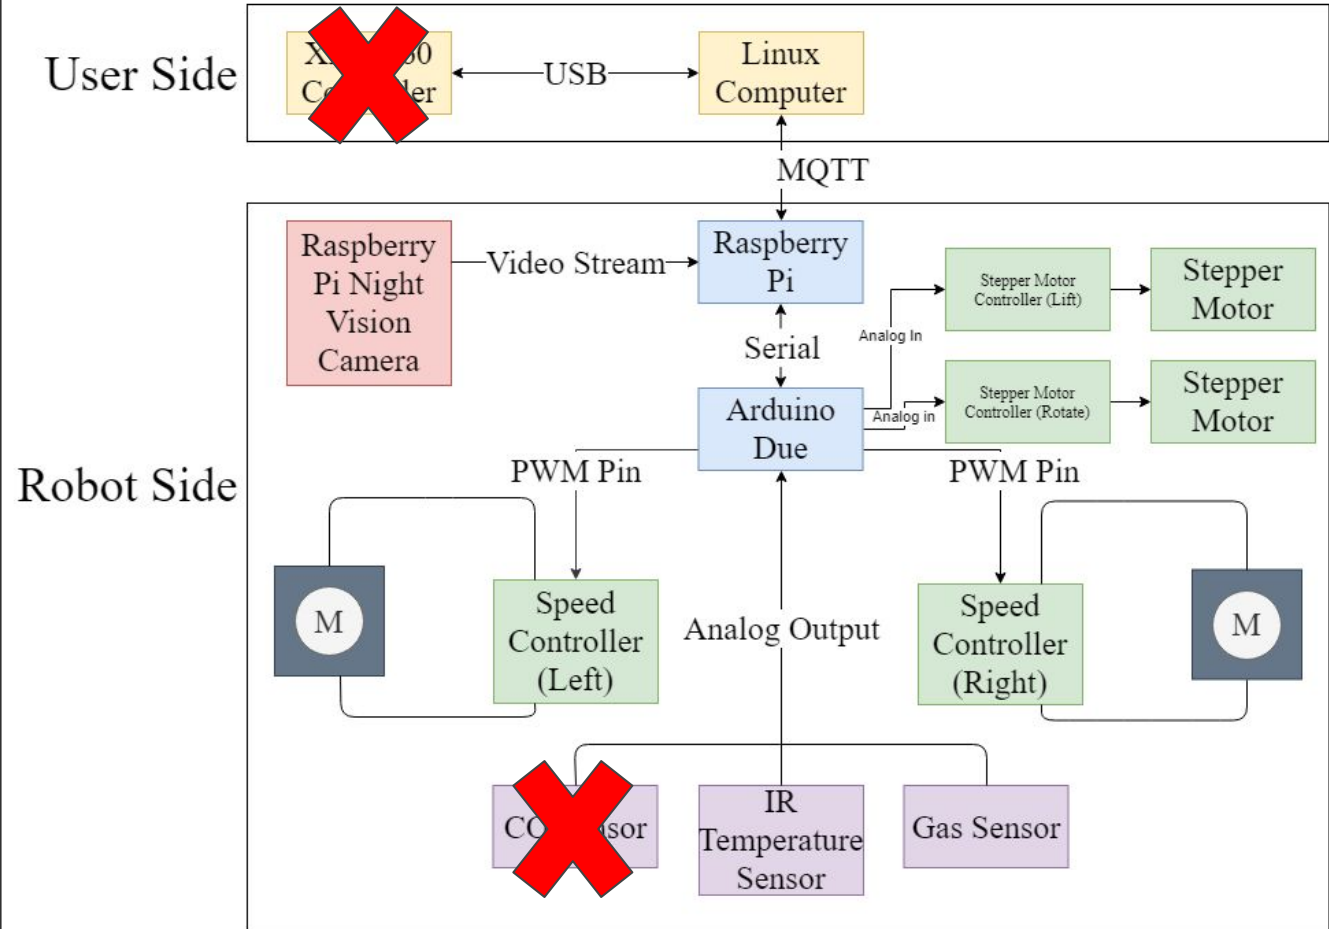 User Side
USB
Linux
Computer
MQTT
Robot Side
Raspberry
Pi Night
Vision
Camera
Video Stream
Raspberry
Pi
Serial
Arduino
Due
Analog In
Analog in
Stepper Motor
Controller (Lift)
Stepper
Motor
Stepper Motor
Controller (Rotate)
Stepper
Motor
PWM Pin
PWM Pin
M
Speed
Controller
(Left)
Analog Output
Speed
Controller
(Right)
M
IR
Temperature
Sensor
Gas Sensor